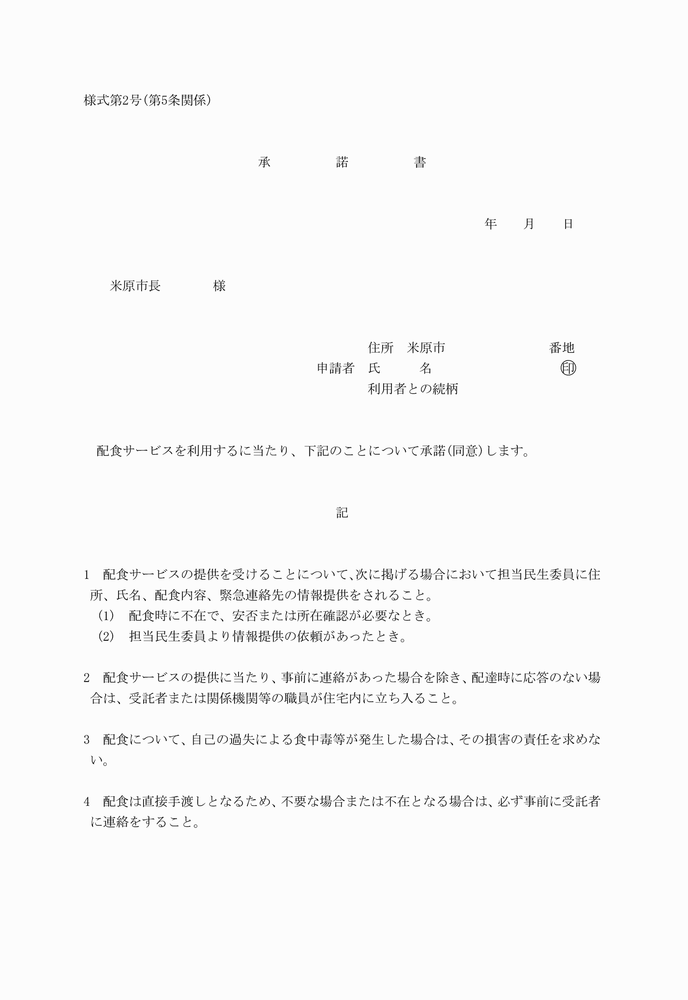 様式第2号(第5条関係)
承　　　　　諾　　　　　書
年　　月　　日
米原市長　　　　様
住所　米原市　　　　　　　　番地
申請者　氏　　　名　　　　　　　　　　㊞
利用者との続柄
配食サービスを利用するに当たり、下記のことについて承諾(同意)します。
記
1　配食サービスの提供を受けることについて、次に掲げる場合において担当民生委員に住
所、氏名、配食内容、緊急連絡先の情報提供をされること。
(1)　配食時に不在で、安否または所在確認が必要なとき。
(2)　担当民生委員より情報提供の依頼があったとき。
2　配食サービスの提供に当たり、事前に連絡があった場合を除き、配達時に応答のない場
合は、受託者または関係機関等の職員が住宅内に立ち入ること。
3　配食について、自己の過失による食中毒等が発生した場合は、その損害の責任を求めな
い。
4　配食は直接手渡しとなるため、不要な場合または不在となる場合は、必ず事前に受託者
に連絡をすること。